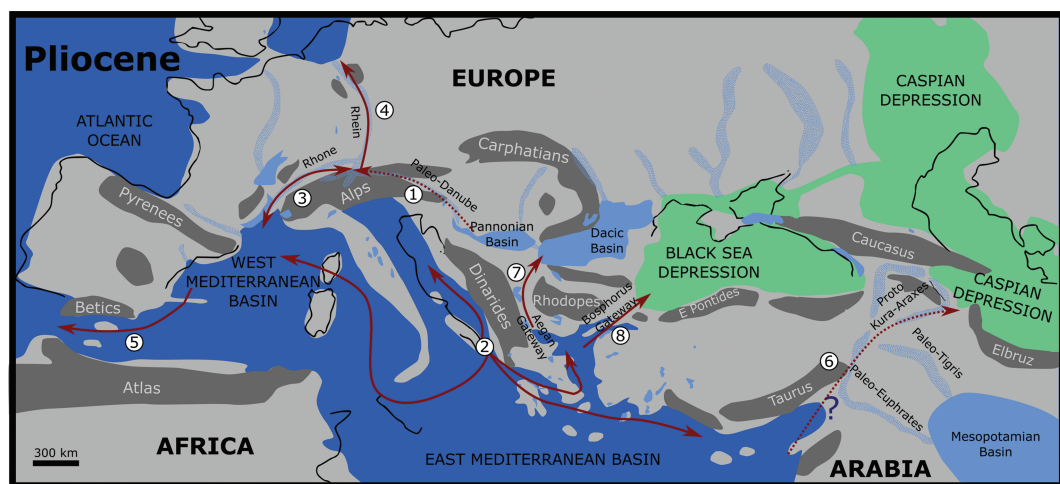 Pliocene
EUROPE
CASPIAN
DEPRESSION
ATLANTIC
OCEAN
4
Rhein
Carpathians
Rhone
Paleo-Danube
Pyrenees
3
Alps
1
Pannonian
Basin
Dacic
Basin
BLACK SEA
DEPRESSION
Caucasus
WEST
MEDITERRANEAN
BASIN
Dinarides
7
Rhodopes
Bosphorus
Gateway
E Pontides
Proto
Kura-Araxes
CASPIAN
DEPRESSION
Betics
5
Aegan
Gateway
2
8
6
Paleo-Tigris
Elbruz
Atlas
Taurus
?
Paleo-Euphrates
AFRICA
300 km
EAST MEDITERRANEAN BASIN
ARABIA
Mesopotamian
Basin